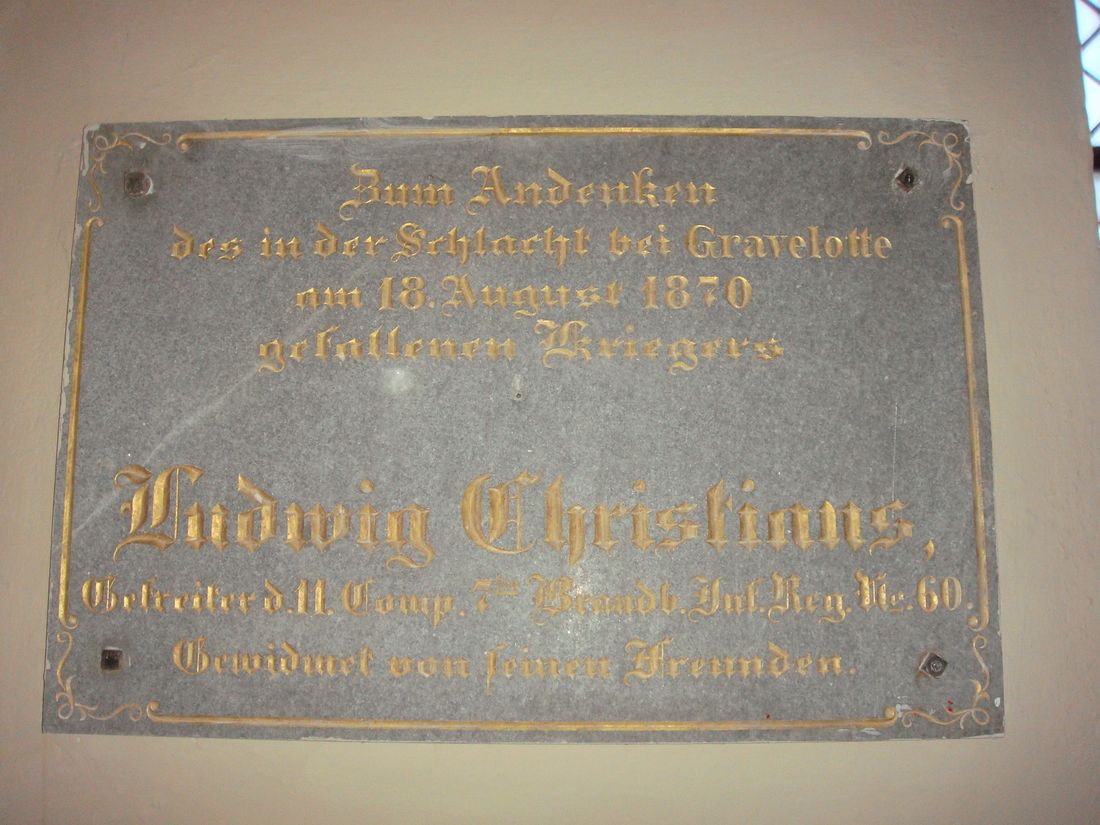 Zum Andenken
des in der Schlacht bei Gravelotte
am 18. August 1870
gefallenen Kriegers
Ludwig Christians,
Gefreiter d. 11. Comp. 7ten Brandb. Inf. Reg. No. 60.
Gewidmet von seinen Freunden.